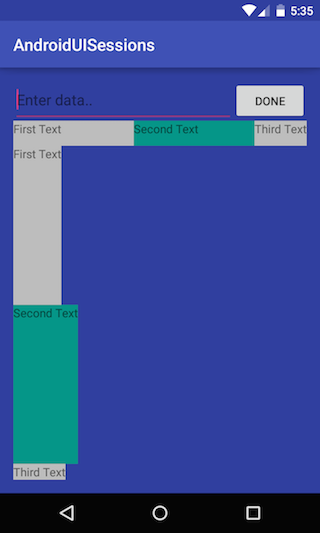 5:35
AndroidUISessions
Enter data.. DONE
First Text Second Text Third Text
First Text
Second Text
Third Text